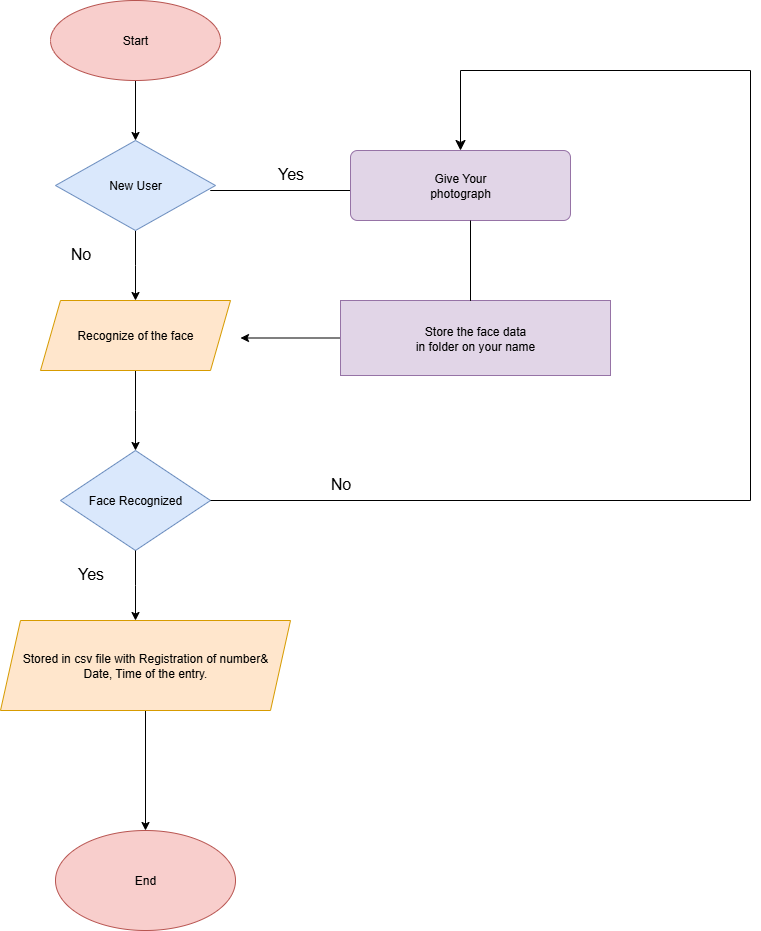 Start
New User
Yes
Give Your
photograph
No
Recognize of the face
Store the face data
in folder on your name
Face Recognized
No
Yes
Stored in csv file with Registration of number&
Date, Time of the entry.
End